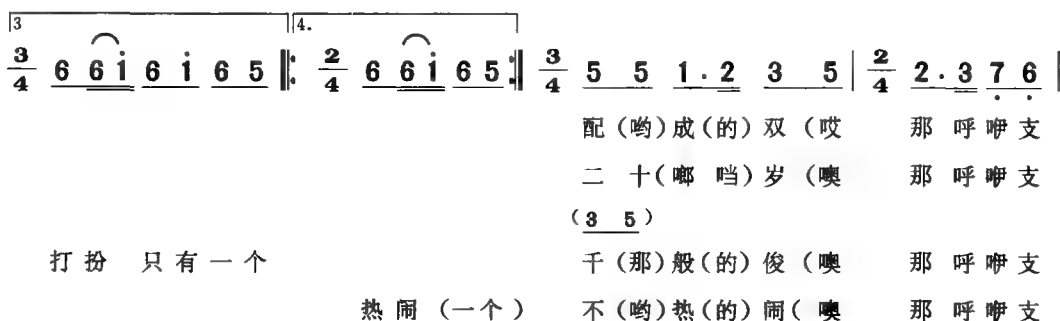 3 4.
3/4 6 6i 6 i 6 5 2/4 6 6i 6 5 3/4 5 5 1·2 3 5 | 2/4 2·3 7 6 |
配(哟)成(的)双(哎 那呼咿支
二十(啷当)岁(噢 那呼咿支
(3 5)
打扮 只有一个 千(那)般(的)俊(噢 那呼咿支
热闹(一个) 不(哟)热(的)闹(噢 那呼咿支